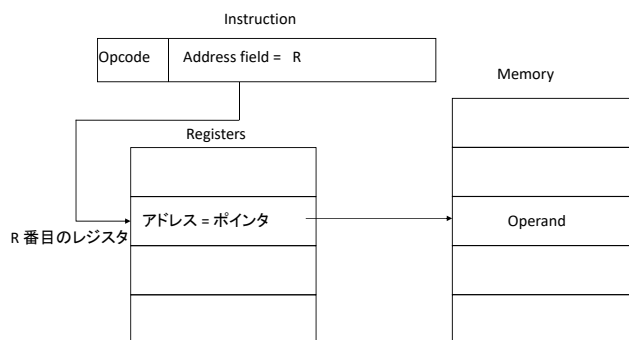 Instruction
Opcode
Address field = R
Memory
Registers
アドレス = ポインタ
Operand
R 番目のレジスタ